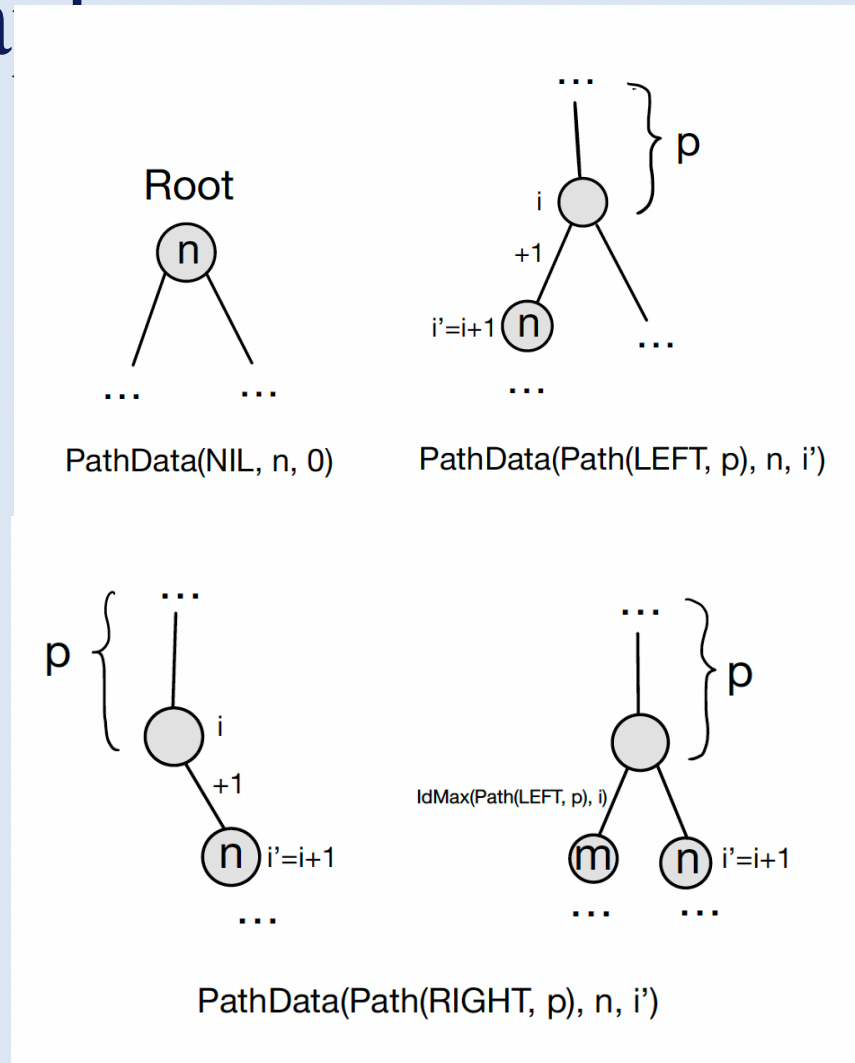 Root
n
...
...
PathData(NIL, n, 0)
...
p
i
+1
i’=i+1
n
...
...
PathData(Path(LEFT, p), n, i’)
...
p
i
+1
n
i’=i+1
...
...
p
IdMax(Path(LEFT, p), i)
m
n
i’=i+1
...
...
PathData(Path(RIGHT, p), n, i’)